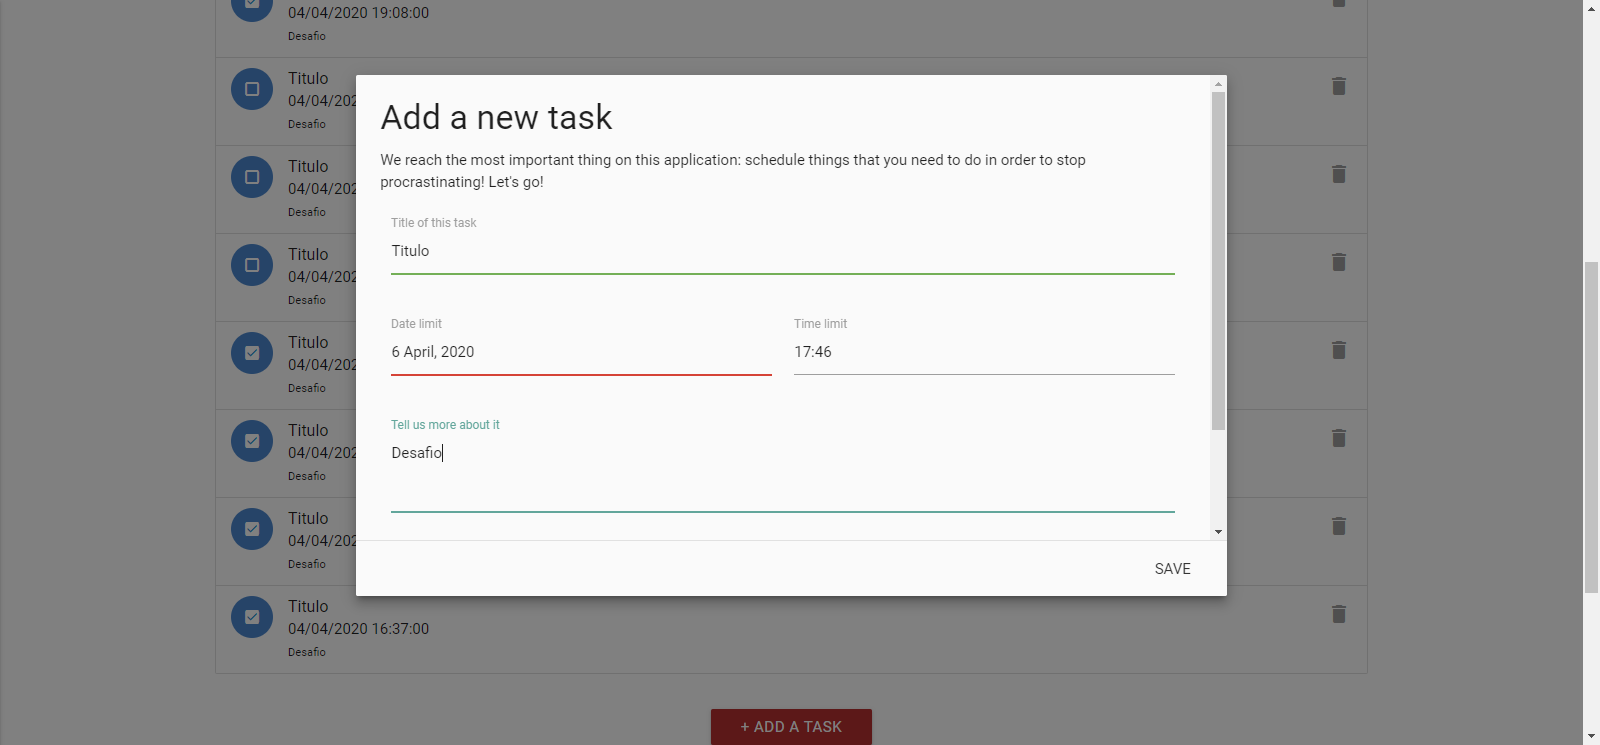 04/04/2020 19:08:00
Desafio
Titulo
04/04/202
Desafio
Titulo
04/04/202
Desafio
Titulo
04/04/202
Desafio
Titulo
04/04/202
Desafio
Titulo
04/04/202
Desafio
Titulo
04/04/202
Desafio
Titulo
04/04/2020 16:37:00
Desafio
Add a new task
We reach the most important thing on this application: schedule things that you need to do in order to stop
procrastinating! Let's go!
Title of this task
Titulo
Date limit
Time limit
6 April, 2020
17:46
Tell us more about it
Desafio
SAVE
+ ADD A TASK